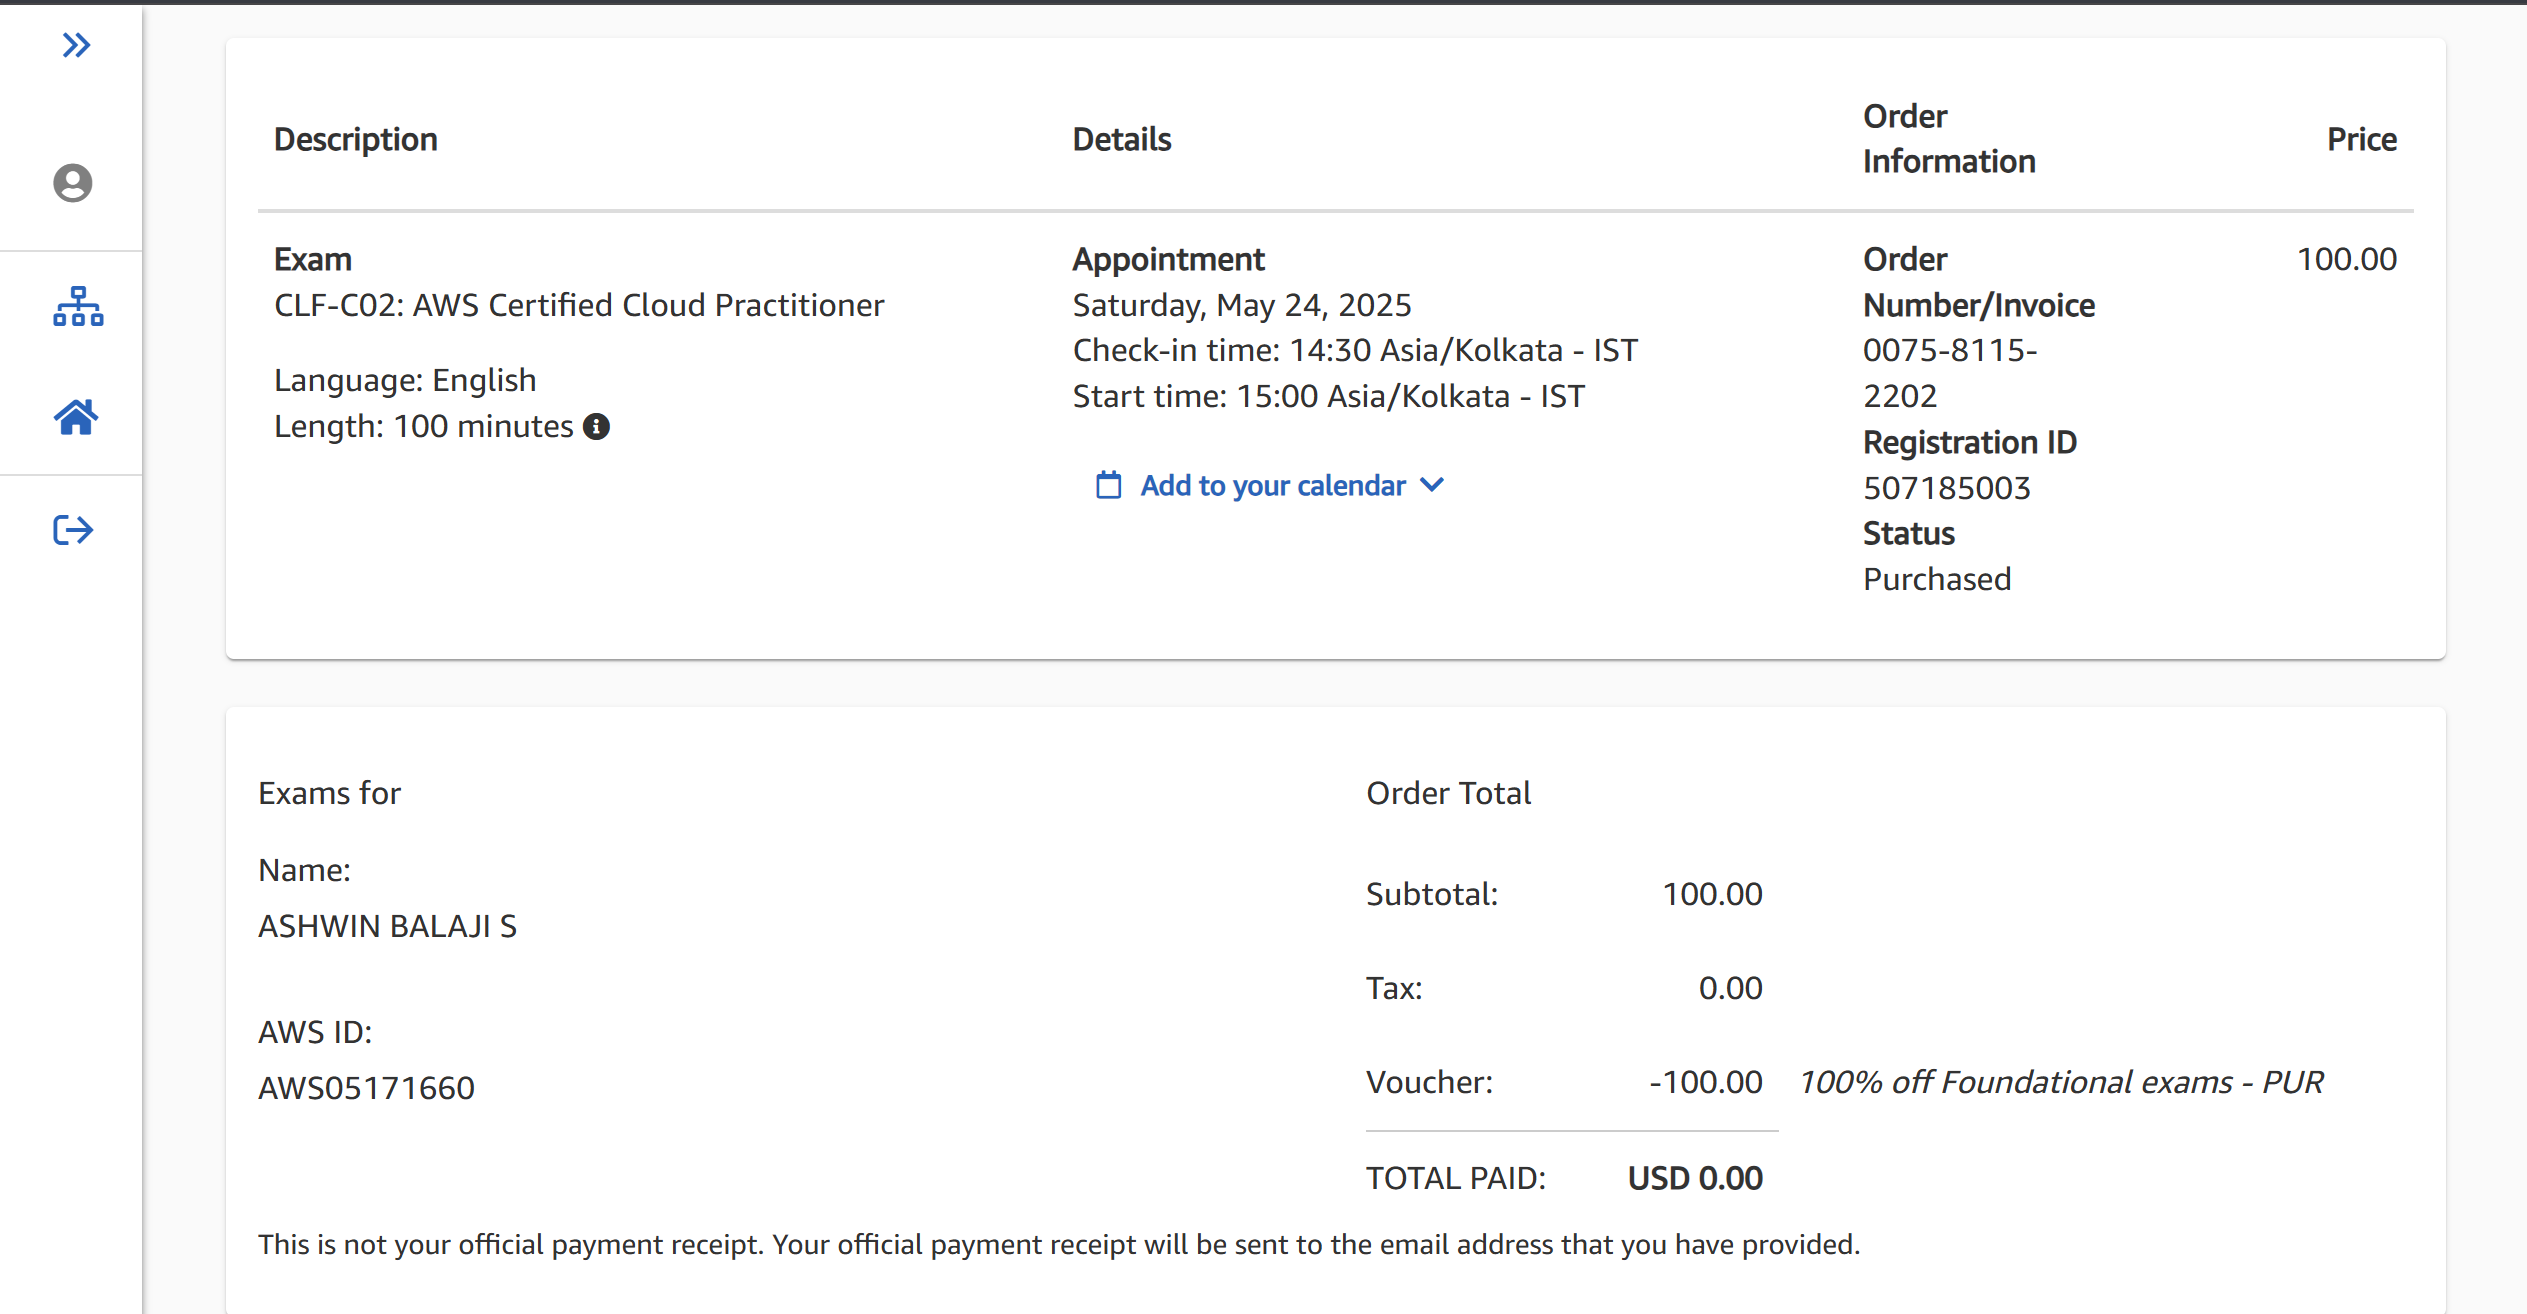 Description
Details
Order
Information
Price
Exam
CLF-C02: AWS Certified Cloud Practitioner
Language: English
Length: 100 minutes
Appointment
Saturday, May 24, 2025
Check-in time: 14:30 Asia/Kolkata - IST
Start time: 15:00 Asia/Kolkata - IST
Add to your calendar
Order
Number/Invoice
0075-8115-
2202
Registration ID
507185003
Status
Purchased
100.00
Exams for
Name:
ASHWIN BALAJI S
AWS ID:
AWS05171660
Order Total
Subtotal: 100.00
Tax: 0.00
Voucher: -100.00 100% off Foundational exams - PUR
TOTAL PAID: USD 0.00
This is not your official payment receipt. Your official payment receipt will be sent to the email address that you have provided.